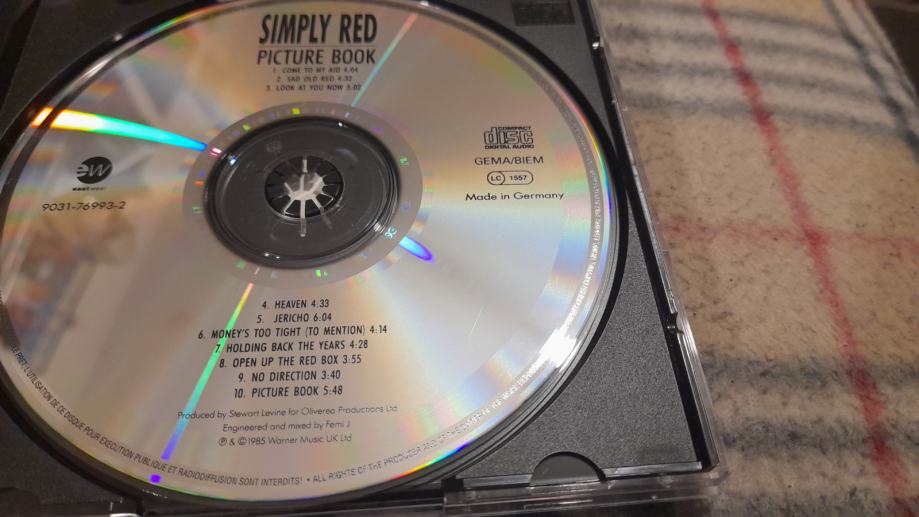 SIMPLY RED
PICTURE BOOK
1. COME TO MY AID 4:04
2. SAD OLD RED 4:32
3. LOOK AT YOU NOW 3:02
COMPACT
disc
DIGITAL AUDIO
GEMA/BIEM
LC 1557
Made in Germany
ew
eastwest
9031-76993-2
4. HEAVEN 4:33
5. JERICHO 6:04
6. MONEY'S TOO TIGHT (TO MENTION) 4:14
7. HOLDING BACK THE YEARS 4:28
8. OPEN UP THE RED BOX 3:55
9. NO DIRECTION 3:40
10. PICTURE BOOK 5:48
Produced by Stewart Levine for Oliverea Productions Ltd
Engineered and mixed by Femi J
℗ & © 1985 Warner Music UK Ltd
PRET, L'UTILISATION DE CE DISQUE POUR EXECUTION PUBLIQUE ET RADIODIFFUSION SONT INTERDITS! • ALL RIGHTS OF THE PRODUCER AND OF THE OWNER OF THE WORK